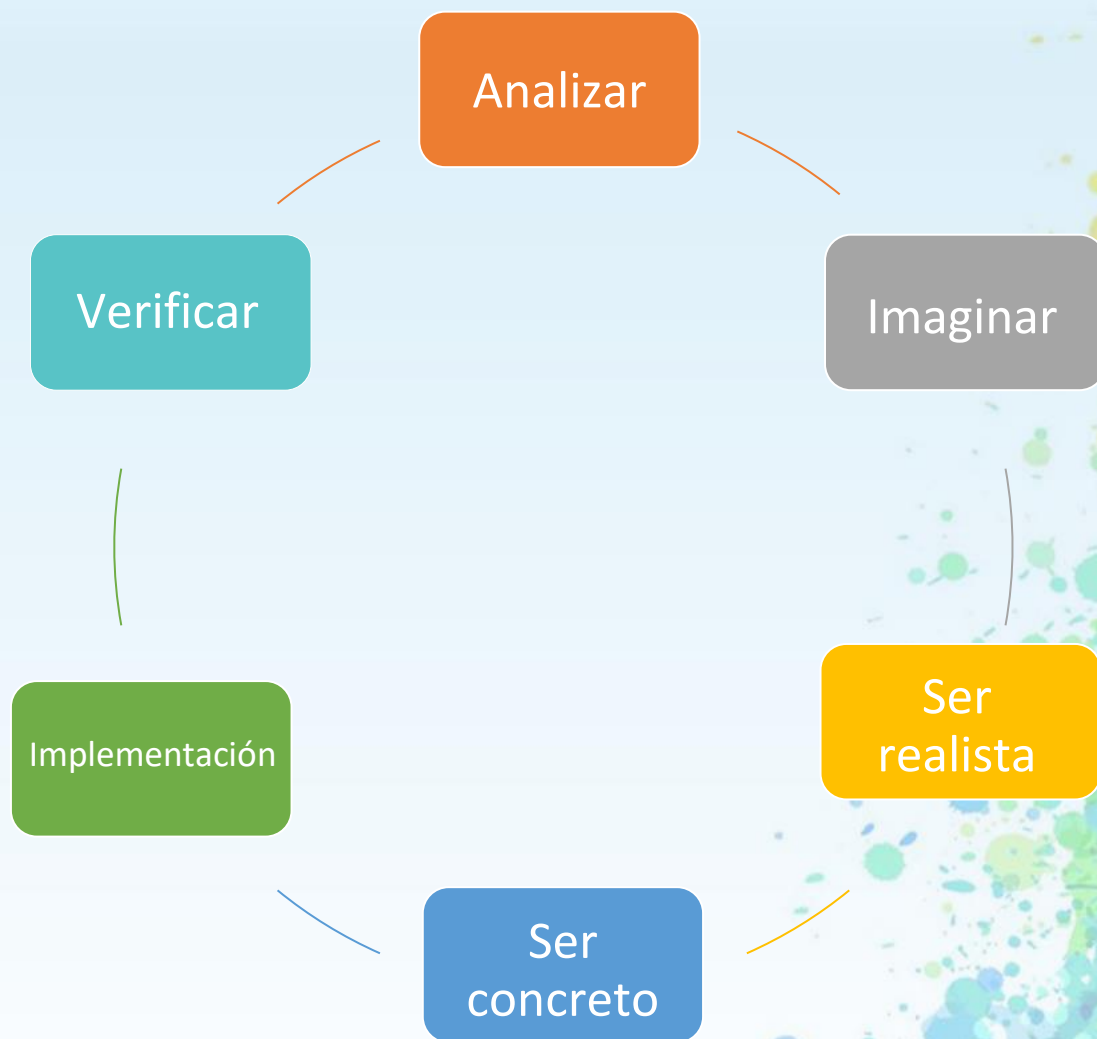 Analizar
Imaginar
Ser
realista
Ser
concreto
Implementación
Verificar